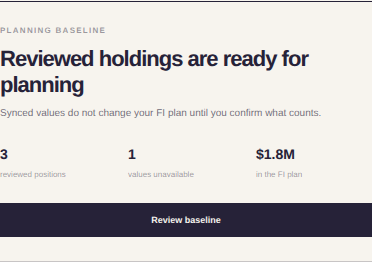 PLANNING BASELINE
Reviewed holdings are ready for
planning
Synced values do not change your FI plan until you confirm what counts.
3 1 $1.8M
reviewed positions values unavailable in the FI plan
Review baseline